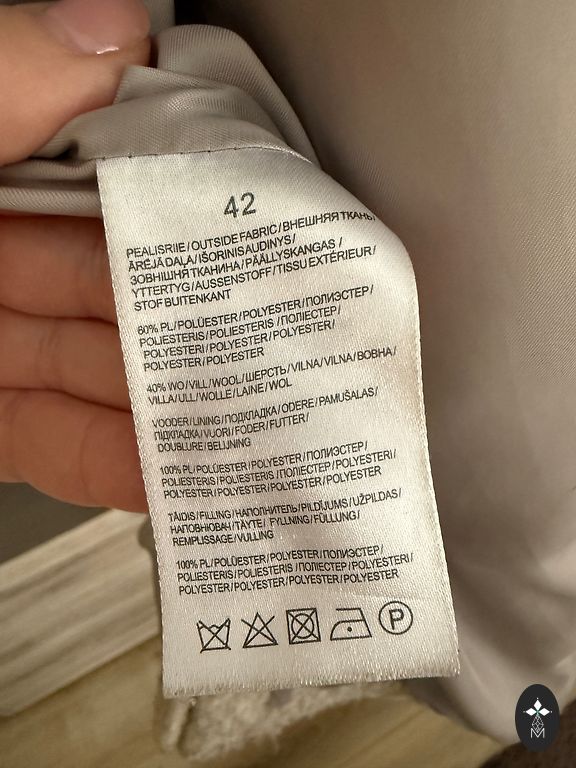 42
PEALISRIIE / OUTSIDE FABRIC / ВНЕШНЯЯ ТКАНЬ/
ĀRĒJĀ DAĻA / IŠORINIS AUDINYS /
ЗОВНІШНЯ ТКАНИНА / PÄÄLLYSKANGAS /
YTTERTYG / AUSSENSTOFF / TISSU EXTÉRIEUR /
STOF BUITENKANT
60% PL / POLÜESTER / POLYESTER / ПОЛИЭСТЕР /
POLIESTERIS / POLIESTERIS / ПОЛІЕСТЕР /
POLYESTERI / POLYESTER / POLYESTER /
POLYESTER / POLYESTER
40% WO / VILL / WOOL / ШЕРСТЬ / VILNA / VILNA / ВОВНА /
VILLA / ULL / WOLLE / LAINE / WOL
VOODER / LINING / ПОДКЛАДКА / ODERE / PAMUŠALAS /
ПІДКЛАДКА / VUORI / FODER / FUTTER /
DOUBLURE / BELIJNING
100% PL / POLÜESTER / POLYESTER / ПОЛИЭСТЕР /
POLIESTERIS / POLIESTERIS / ПОЛІЕСТЕР / POLYESTERI /
POLYESTER / POLYESTER / POLYESTER / POLYESTER
TÄIDIS / FILLING / НАПОЛНИТЕЛЬ / PILDĪJUMS / UŽPILDAS /
НАПОВНЮВАЧ / TÄYTE / FYLLNING / FÜLLUNG /
REMPLISSAGE / VULLING
100% PL / POLÜESTER / POLYESTER / ПОЛИЭСТЕР /
POLIESTERIS / POLIESTERIS / ПОЛІЕСТЕР / POLYESTERI /
POLYESTER / POLYESTER / POLYESTER / POLYESTER
P
M